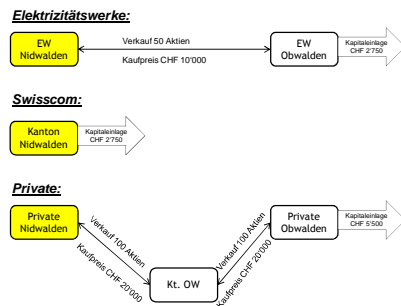 Elektrizitätswerke:
EW
Nidwalden
Verkauf 50 Aktien
Kaufpreis CHF 10'000
EW
Obwalden
Kapitaleinlage
CHF 2'750
Swisscom:
Kanton
Nidwalden
Kapitaleinlage
CHF 2'750
Private:
Private
Nidwalden
Verkauf 100 Aktien
Kaufpreis CHF 20'000
Kt. OW
Verkauf 100 Aktien
Kaufpreis CHF 20'000
Private
Obwalden
Kapitaleinlage
CHF 5'500